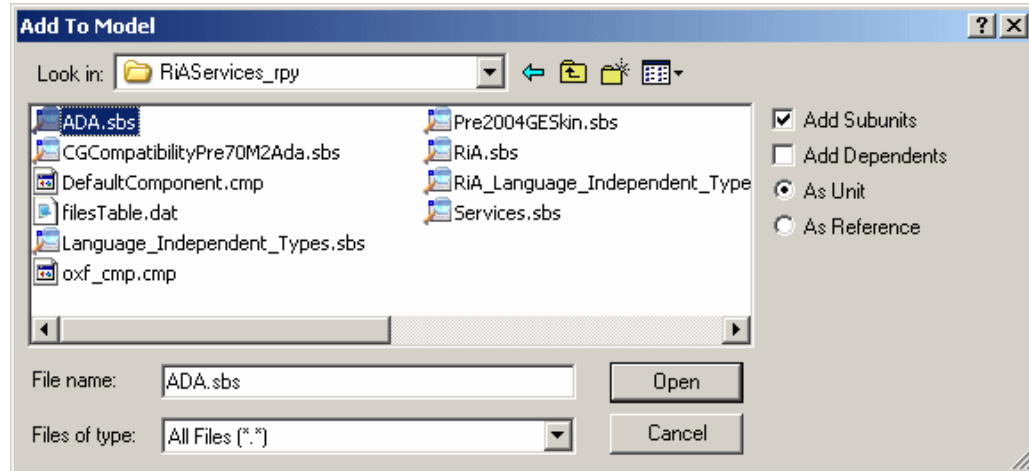 Add To Model
Look in: RiAServices_rpy
ADA.sbs
CGCompatibilityPre70M2Ada.sbs
DefaultComponent.cmp
filesTable.dat
Language_Independent_Types.sbs
oxf_cmp.cmp
Pre2004GESkin.sbs
RiA.sbs
RiA_Language_Independent_Type
Services.sbs
Add Subunits
Add Dependents
As Unit
As Reference
File name: ADA.sbs
Open
Files of type: All Files (*.*)
Cancel